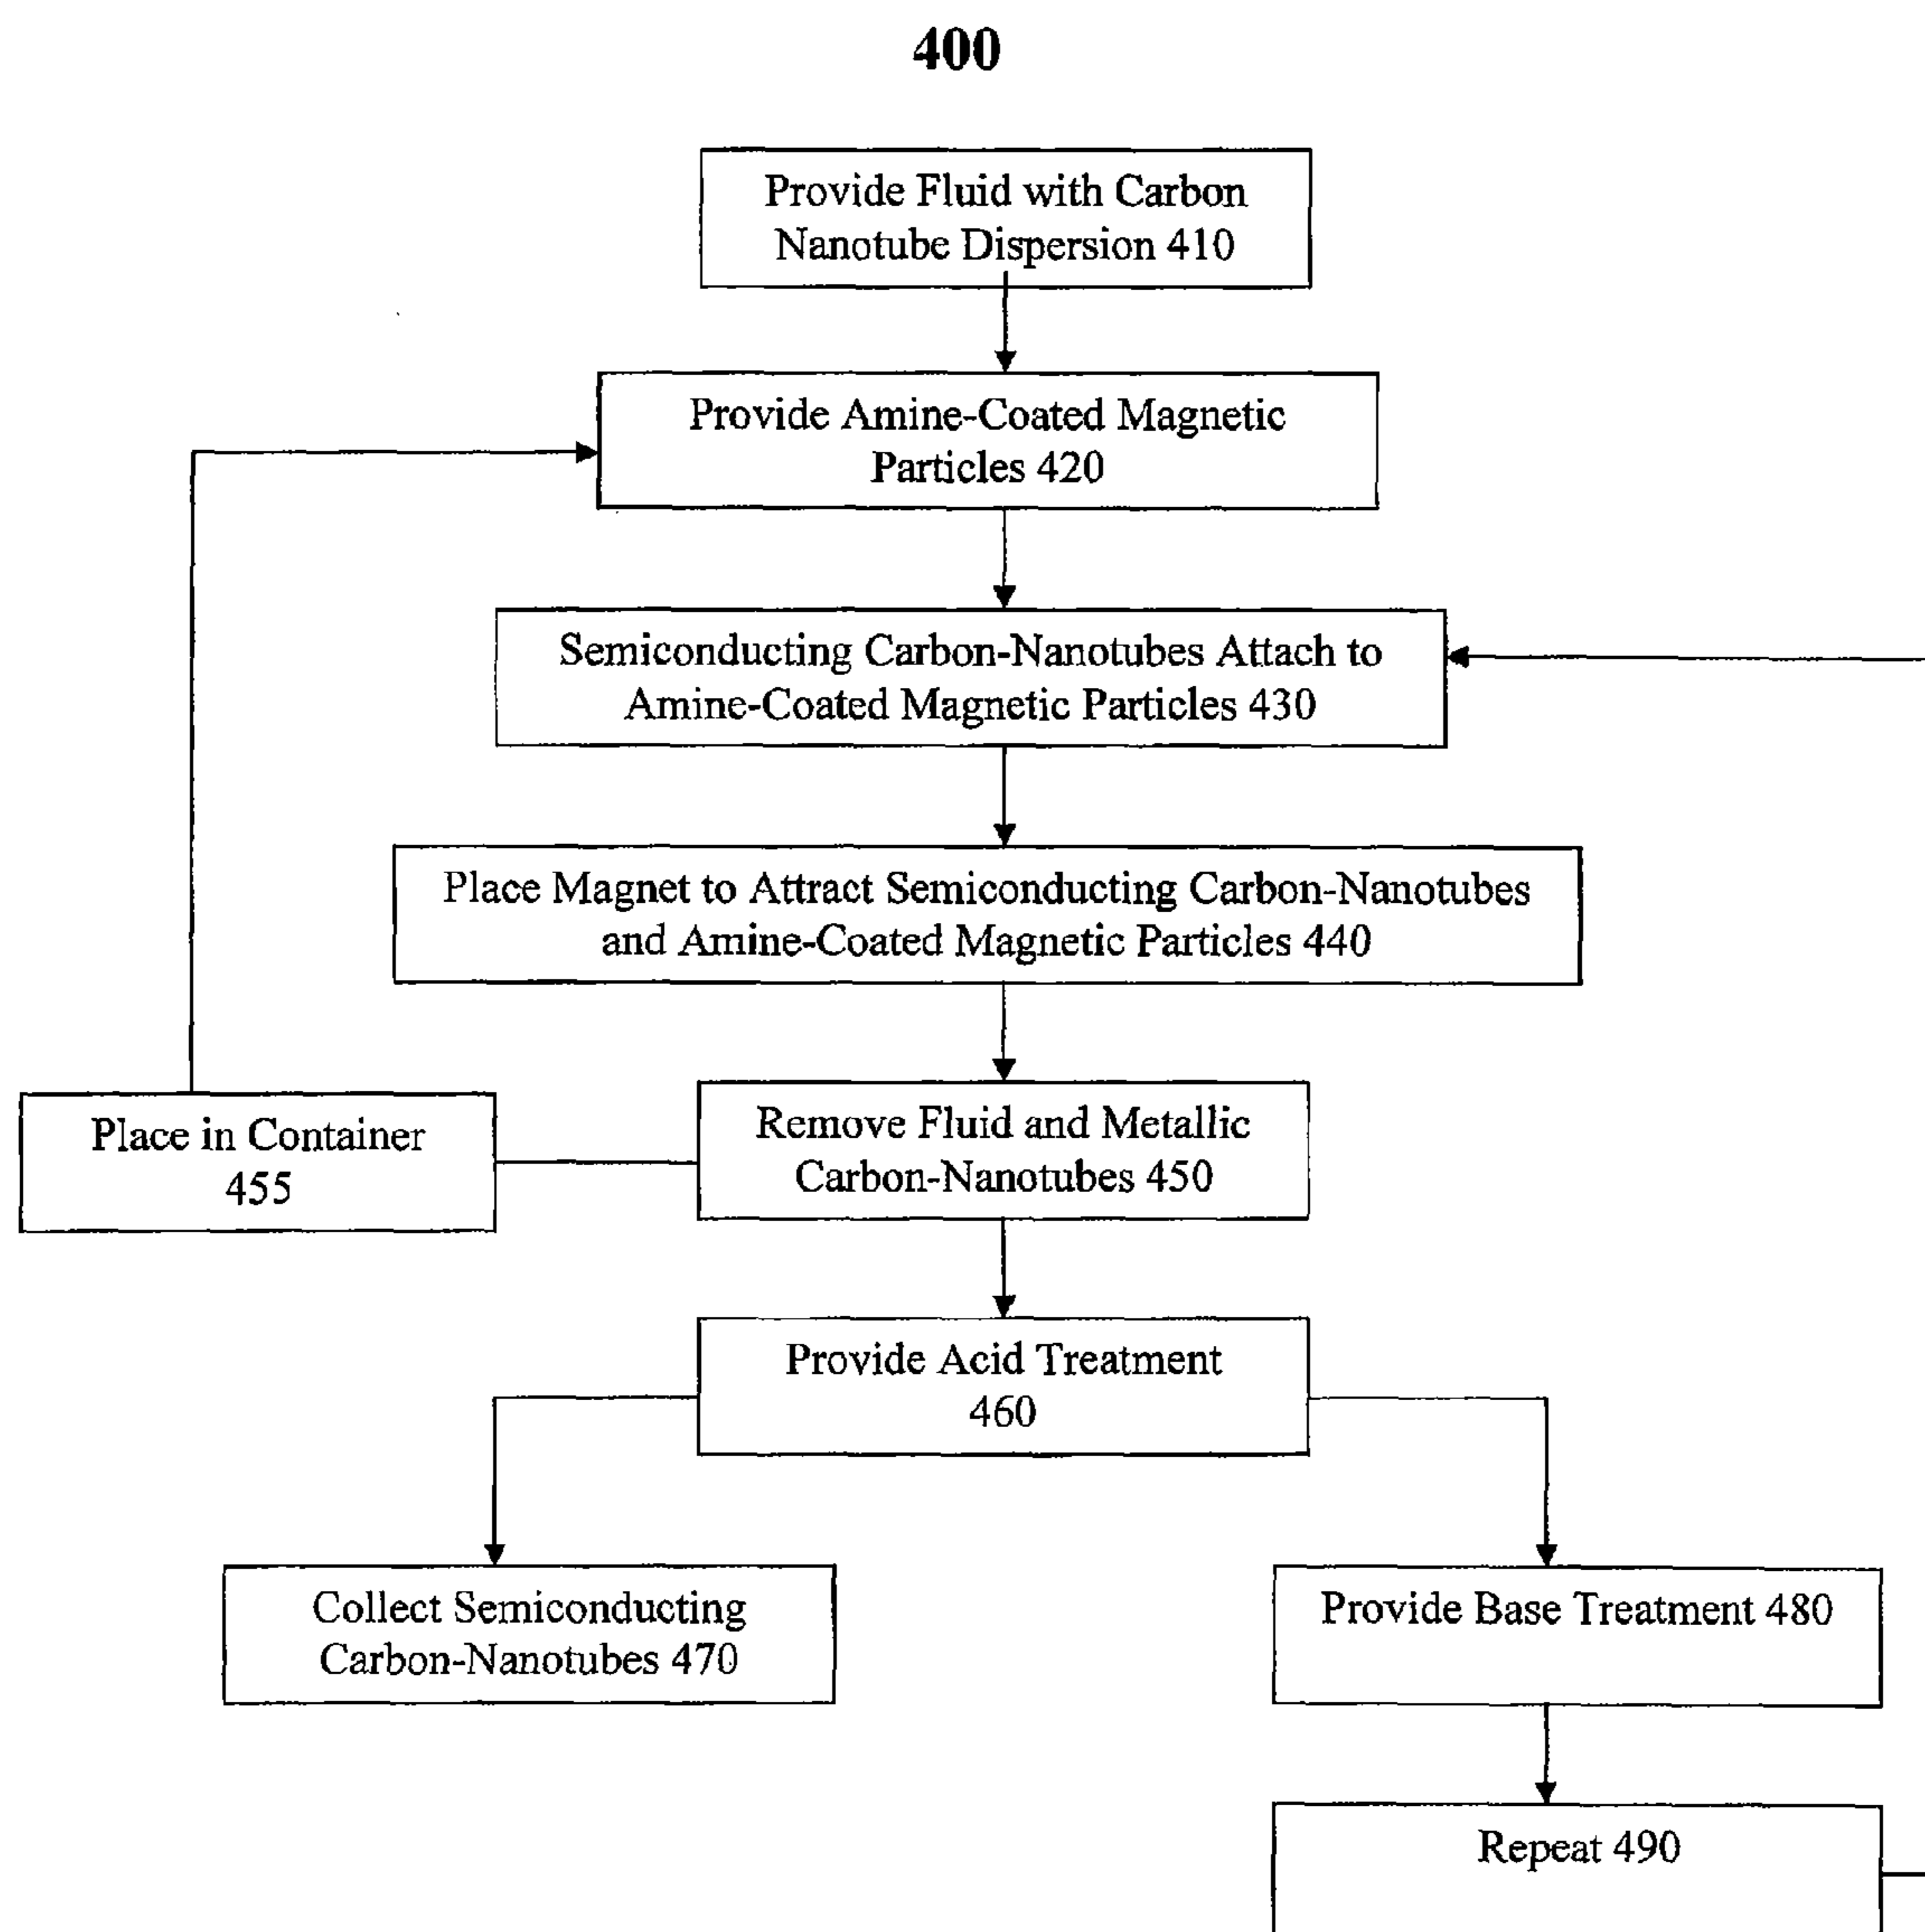 400
Provide Fluid with Carbon
Nanotube Dispersion 410
Provide Amine-Coated Magnetic
Particles 420
Semiconducting Carbon-Nanotubes Attach to
Amine-Coated Magnetic Particles 430
Place Magnet to Attract Semiconducting Carbon-Nanotubes
and Amine-Coated Magnetic Particles 440
Place in Container
455
Remove Fluid and Metallic
Carbon-Nanotubes 450
Provide Acid Treatment
460
Collect Semiconducting
Carbon-Nanotubes 470
Provide Base Treatment 480
Repeat 490